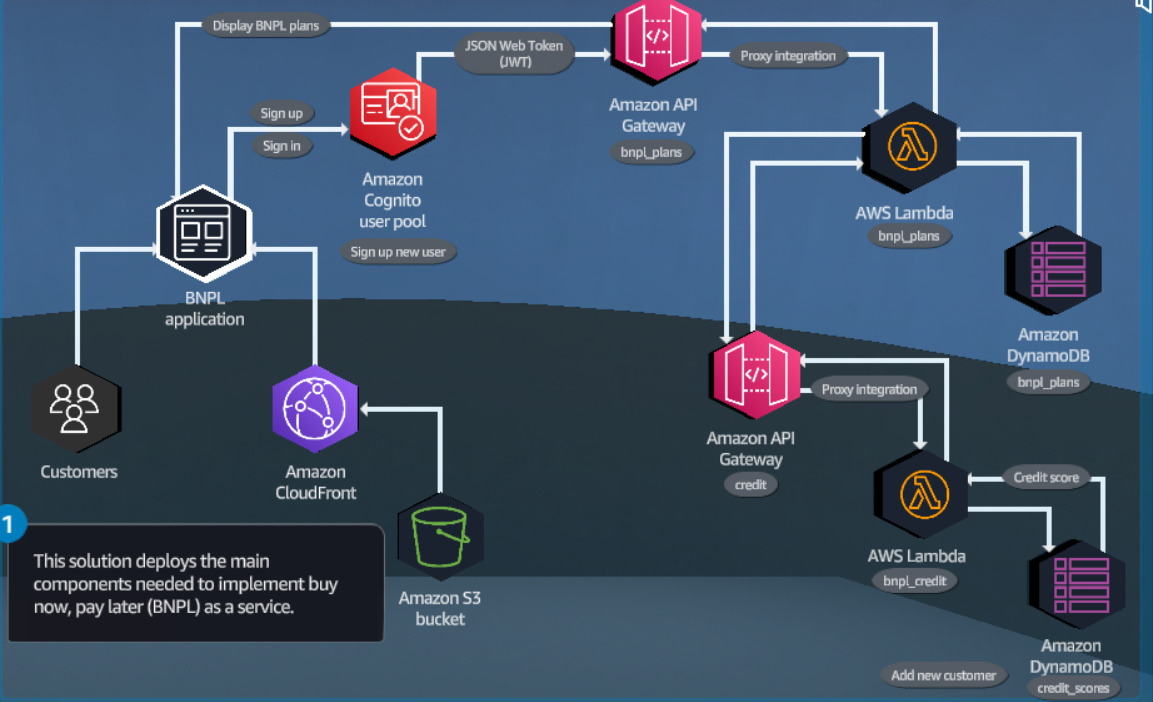 Display BNPL plans
JSON Web Token
(JWT)
Proxy integration
Sign up
Sign in
Amazon API
Gateway
bnpl_plans
Amazon
Cognito
user pool
Sign up new user
AWS Lambda
bnpl_plans
BNPL
application
Amazon
DynamoDB
bnpl_plans
Proxy integration
Customers
Amazon
CloudFront
Amazon API
Gateway
credit
Credit score
1
This solution deploys the main
components needed to implement buy
now, pay later (BNPL) as a service.
AWS Lambda
bnpl_credit
Amazon S3
bucket
Amazon
DynamoDB
credit_scores
Add new customer